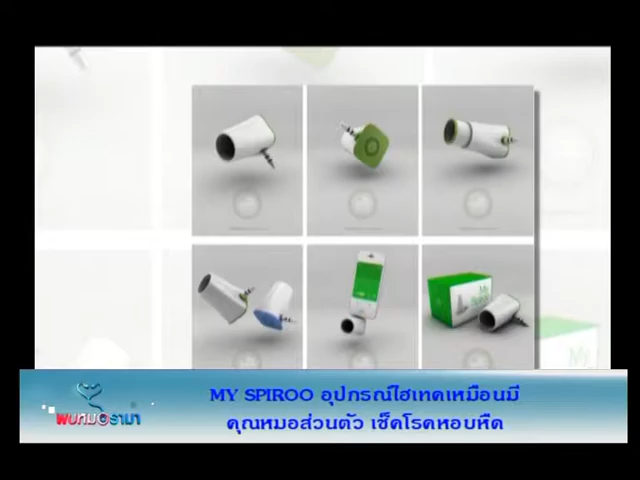 My
Spiroo
MY SPIROO อุปกรณ์ไฮเทคเหมือนมี
คุณหมอส่วนตัว เช็คโรคหอบหืด
พบหมอรามา